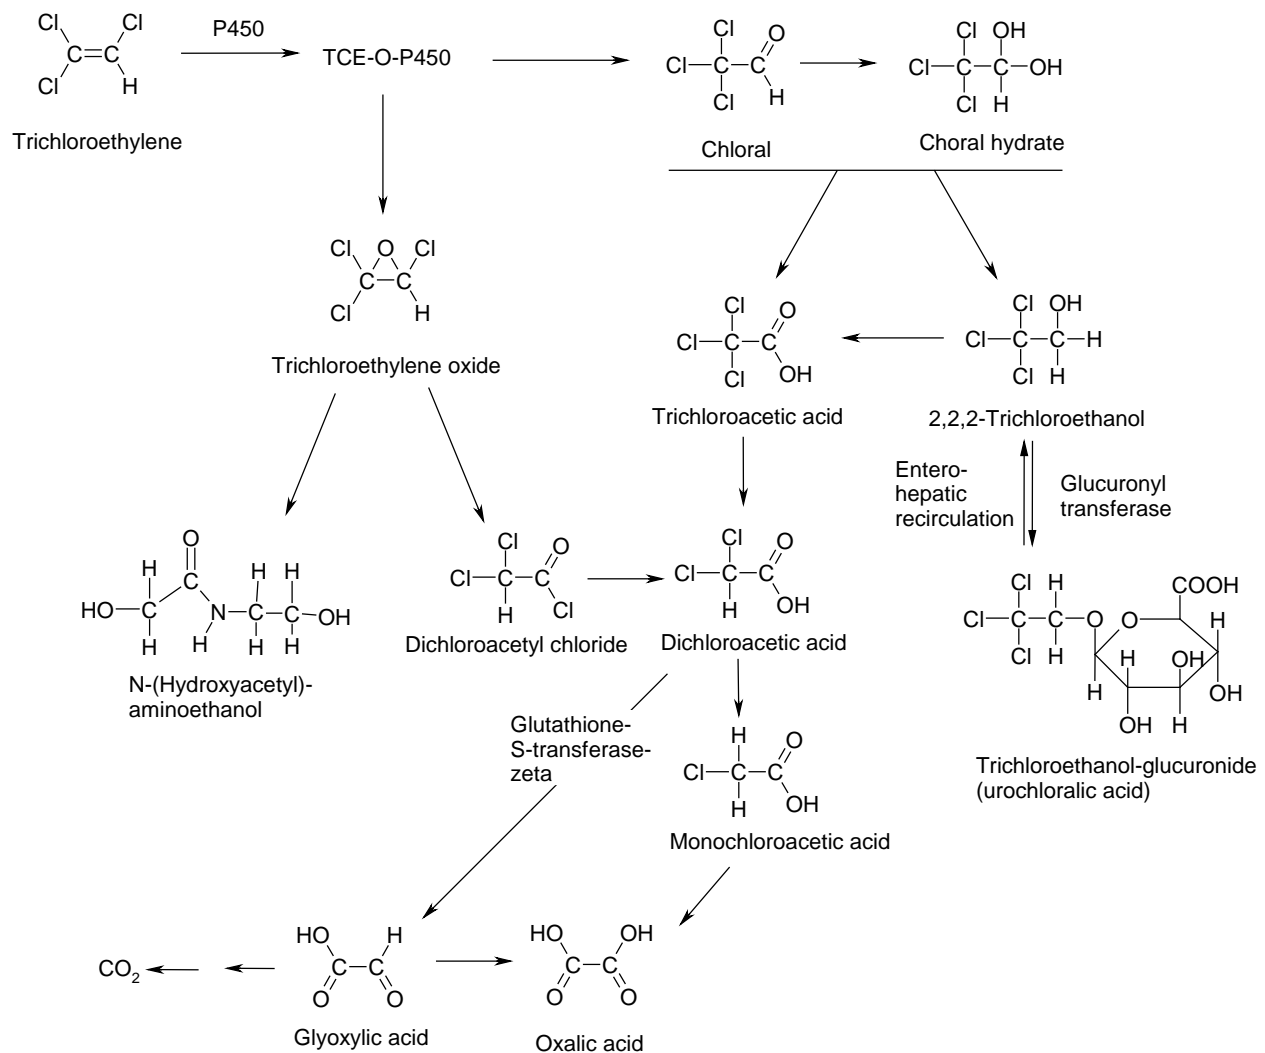 Cl
Cl
P450
C
C
Cl
H
Trichloroethylene
TCE-O-P450
Cl
O
Cl
C
C
Cl
H
Chloral
Cl
OH
Cl
C
C
OH
Cl
H
Choral hydrate
Cl
O
Cl
C
C
Cl
H
Trichloroethylene oxide
Cl
O
Cl
C
C
Cl
OH
Trichloroacetic acid
Cl
OH
Cl
C
C
H
Cl
H
2,2,2-Trichloroethanol
Entero-
hepatic
recirculation
Glucuronyl
transferase
O
H
C
H
H
HO
C
N
C
C
OH
H
H
H
H
N-(Hydroxyacetyl)-
aminoethanol
Cl
O
Cl
C
C
H
Cl
Dichloroacetyl chloride
Cl
O
Cl
C
C
H
OH
Dichloroacetic acid
Cl
H
COOH
Cl
C
C
O
O
H
Cl
H
H
OH
H
OH
OH
H
Trichloroethanol-glucuronide
(urochloralic acid)
Glutathione-
S-transferase-
zeta
H
O
Cl
C
C
H
OH
Monochloroacetic acid
CO2
HO
H
C
C
O
O
Glyoxylic acid
HO
OH
C
C
O
O
Oxalic acid